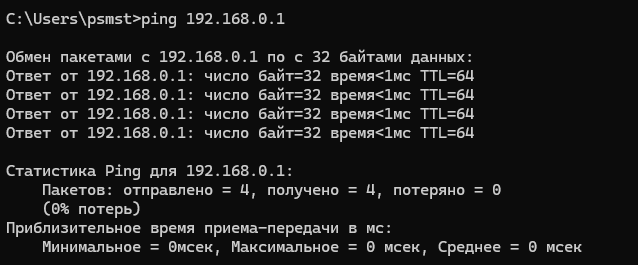 C:\Users\psmst>ping 192.168.0.1
Обмен пакетами с 192.168.0.1 по с 32 байтами данных:
Ответ от 192.168.0.1: число байт=32 время<1мс TTL=64
Ответ от 192.168.0.1: число байт=32 время<1мс TTL=64
Ответ от 192.168.0.1: число байт=32 время<1мс TTL=64
Ответ от 192.168.0.1: число байт=32 время<1мс TTL=64
Статистика Ping для 192.168.0.1:
    Пакетов: отправлено = 4, получено = 4, потеряно = 0
    (0% потерь)
Приблизительное время приема-передачи в мс:
    Минимальное = 0мсек, Максимальное = 0 мсек, Среднее = 0 мсек